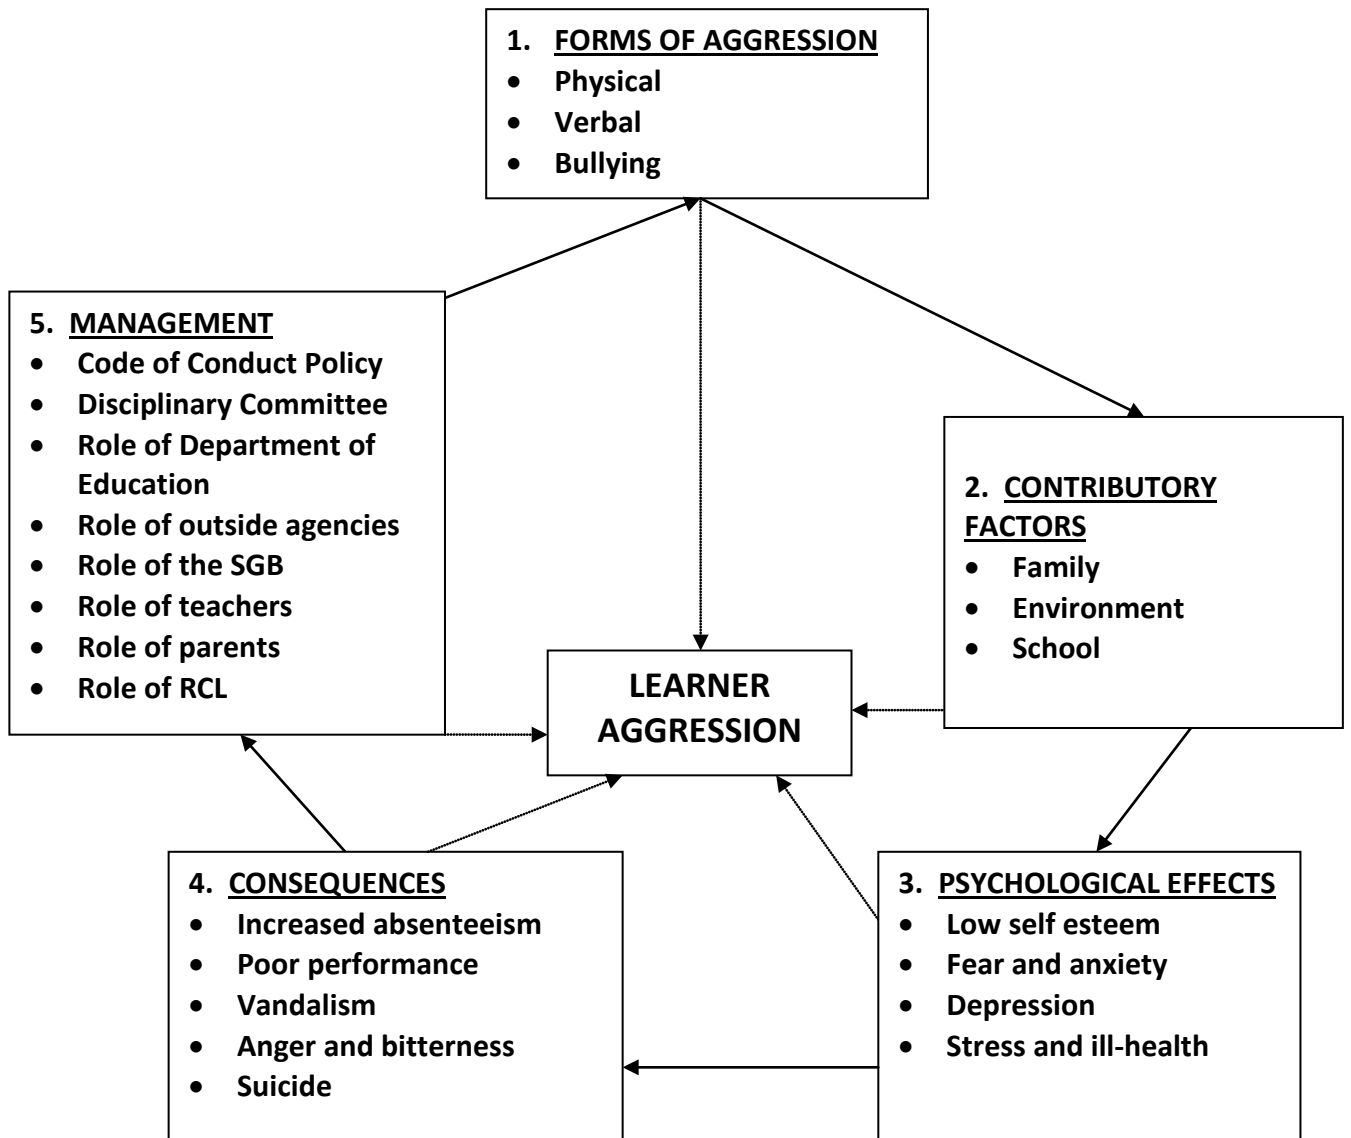 1. FORMS OF AGGRESSION
• Physical
• Verbal
• Bullying
5. MANAGEMENT
• Code of Conduct Policy
• Disciplinary Committee
• Role of Department of
Education
• Role of outside agencies
• Role of the SGB
• Role of teachers
• Role of parents
• Role of RCL
2. CONTRIBUTORY
FACTORS
• Family
• Environment
• School
LEARNER
AGGRESSION
4. CONSEQUENCES
• Increased absenteeism
• Poor performance
• Vandalism
• Anger and bitterness
• Suicide
3. PSYCHOLOGICAL EFFECTS
• Low self esteem
• Fear and anxiety
• Depression
• Stress and ill-health